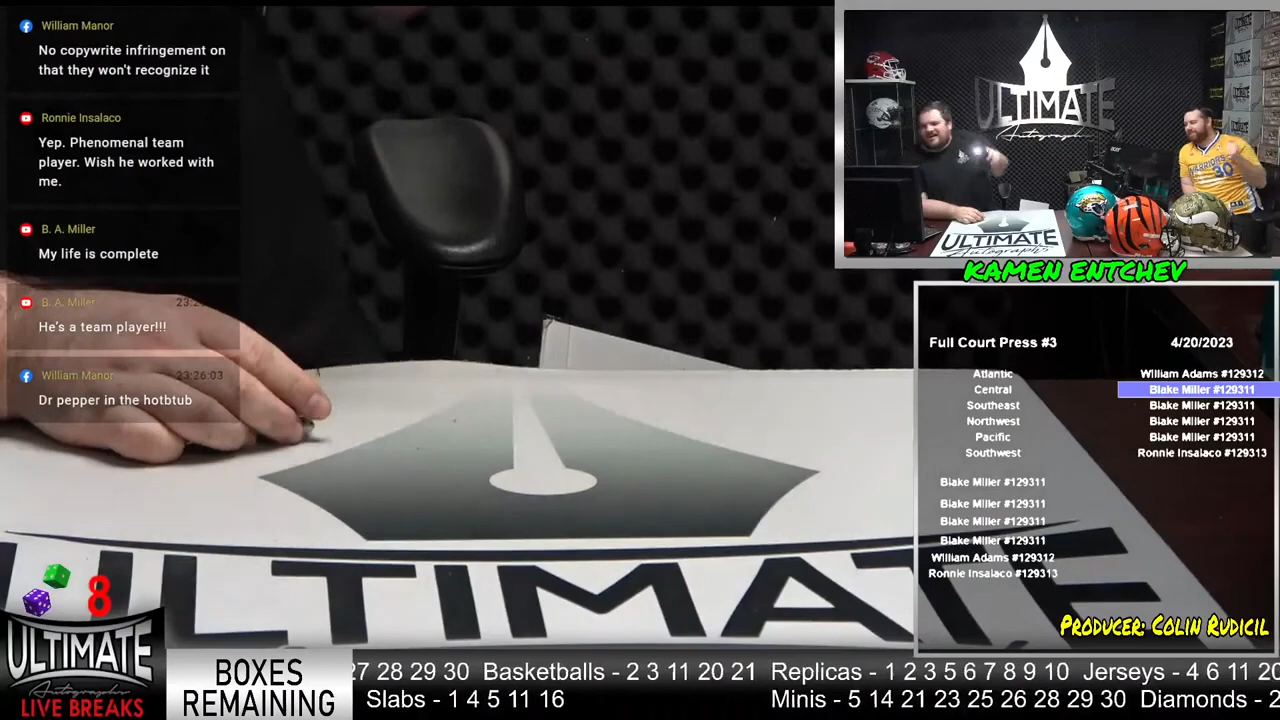 William Manor
No copywrite infringement on
that they won't recognize it
Ronnie Insalaco
Yep. Phenomenal team
player. Wish he worked with
me.
B. A. Miller
My life is complete
B. A. Miller
He's a team player!!!
William Manor 23:26:03
Dr pepper in the hotbtub
ULTIMATE
Autographs
WARRIORS
30
ULTIMATE
Autographs
KAMEN ENTCHEV
Full Court Press #3 4/20/2023
Atlantic William Adams #129312
Central Blake Miller #129311
Southeast Blake Miller #129311
Northwest Blake Miller #129311
Pacific Blake Miller #129311
Southwest Ronnie Insalaco #129313
Blake Miller #129311
Blake Miller #129311
Blake Miller #129311
Blake Miller #129311
William Adams #129312
Ronnie Insalaco #129313
PRODUCER: COLIN RUDICIL
ULTIMATE
8
ULTIMATE
Autographs
LIVE BREAKS
BOXES
REMAINING
27 28 29 30 Basketballs - 2 3 11 20 21 Replicas - 1 2 3 5 6 7 8 9 10 Jerseys - 4 6 11 20
Slabs - 1 4 5 11 16 Minis - 5 14 21 23 25 26 28 29 30 Diamonds - 2